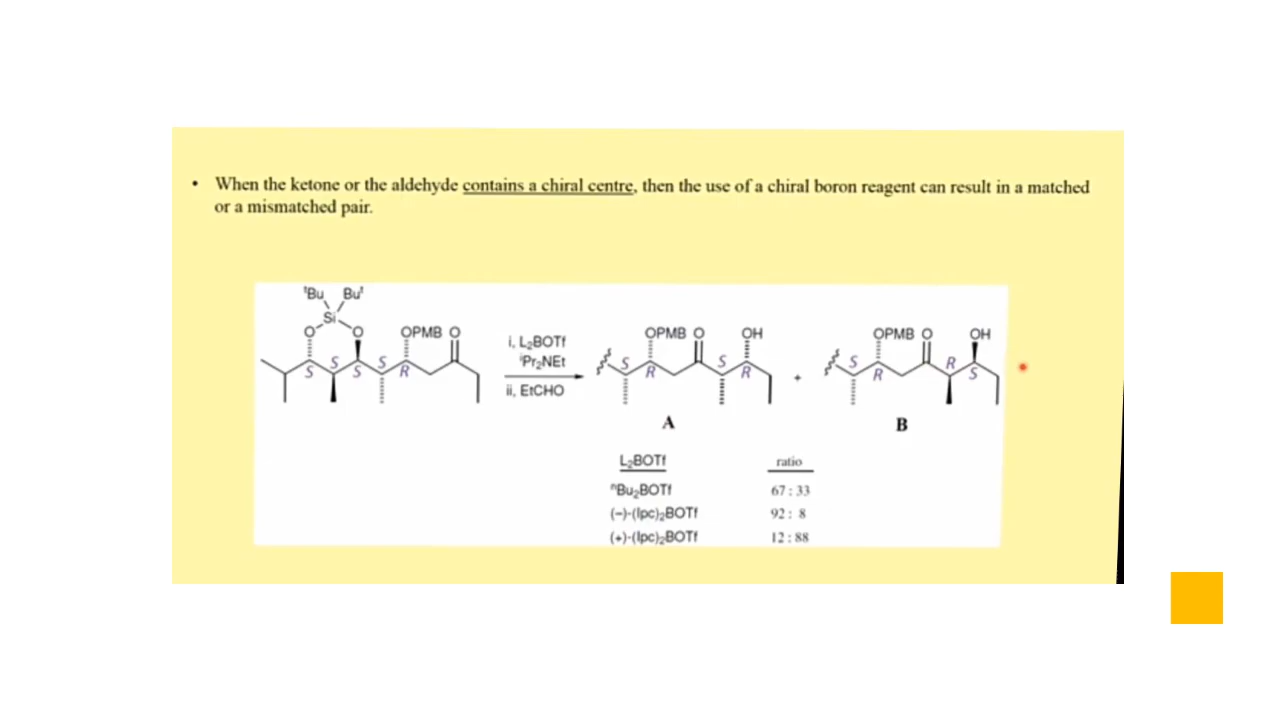 • When the ketone or the aldehyde contains a chiral centre, then the use of a chiral boron reagent can result in a matched
or a mismatched pair.
ᵗBu Buᵗ
Si
O O OPMB O
S S S S R
i, L₂BOTf
ⁱPr₂NEt
ii, EtCHO
OPMB O OH
S R S R
+
OPMB O OH
S R R S
A B
L₂BOTf ratio
ⁿBu₂BOTf 67 : 33
(–)-(Ipc)₂BOTf 92 : 8
(+)-(Ipc)₂BOTf 12 : 88